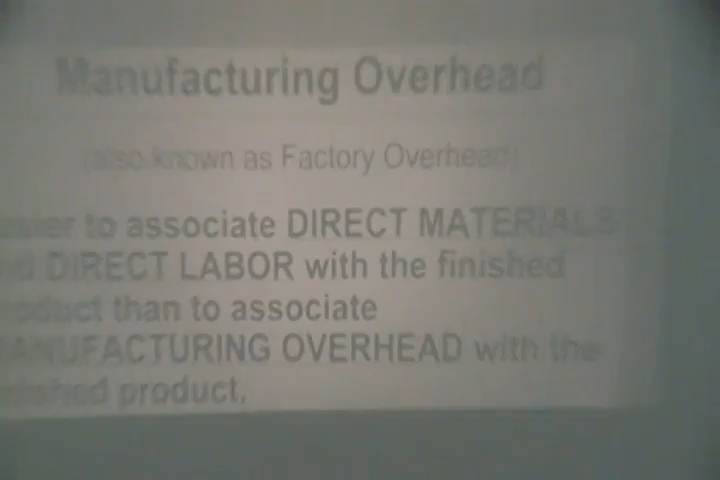 Manufacturing Overhead
(also known as Factory Overhead)
to associate DIRECT MATERIALS
DIRECT LABOR with the finished
than to associate
MANUFACTURING OVERHEAD with the
finished product.